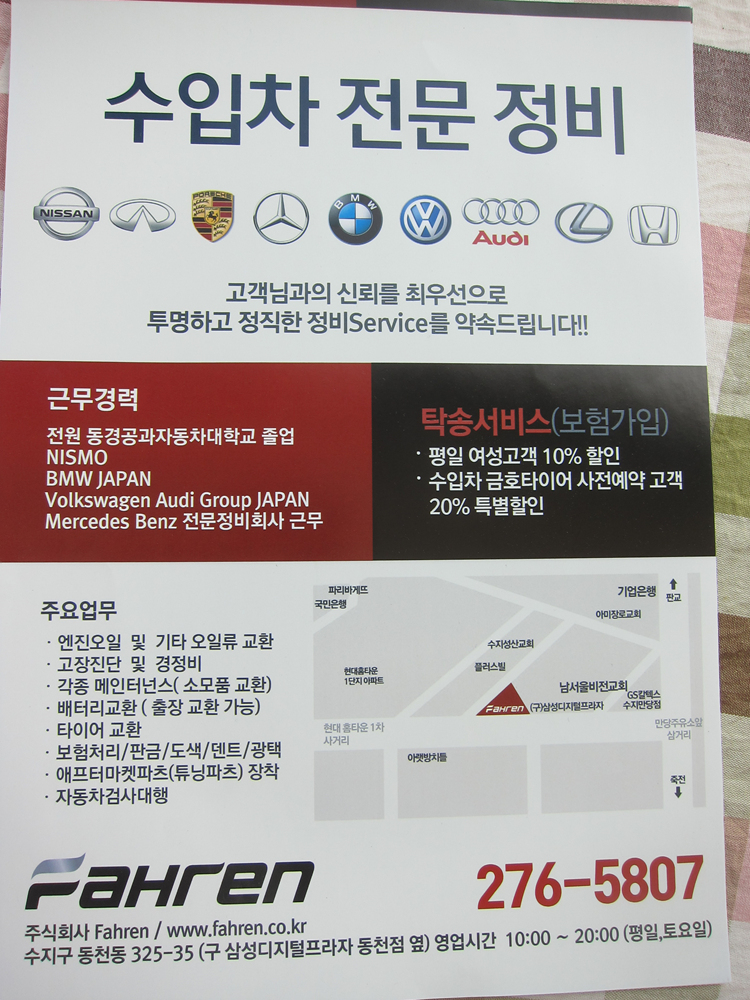 수입차 전문 정비
NISSAN
PORSCHE
BMW
Audi
고객님과의 신뢰를 최우선으로
투명하고 정직한 정비Service를 약속드립니다!!
근무경력
전원 동경공과자동차대학교 졸업
NISMO
BMW JAPAN
Volkswagen Audi Group JAPAN
Mercedes Benz 전문정비회사 근무
탁송서비스(보험가입)
· 평일 여성고객 10% 할인
· 수입차 금호타이어 사전예약 고객
20% 특별할인
주요업무
· 엔진오일 및 기타 오일류 교환
· 고장진단 및 경정비
· 각종 메인터넌스( 소모품 교환)
· 배터리교환 ( 출장 교환 가능)
· 타이어 교환
· 보험처리/판금/도색/덴트/광택
· 애프터마켓파츠(튜닝파츠) 장착
· 자동차검사대행
파리바게뜨
국민은행
기업은행
판교
아미장로교회
수지성산교회
플러스빌
현대홈타운
1단지 아파트
남서울비전교회
GS칼텍스
수지만당점
Fahren
(구)삼성디지털프라자
현대 홈타운 1차
사거리
만당주유소앞
삼거리
아랫방치들
죽전
Fahren
276-5807
주식회사 Fahren / www.fahren.co.kr
수지구 동천동 325-35 (구 삼성디지털프라자 동천점 옆) 영업시간 10:00 ~ 20:00 (평일,토요일)